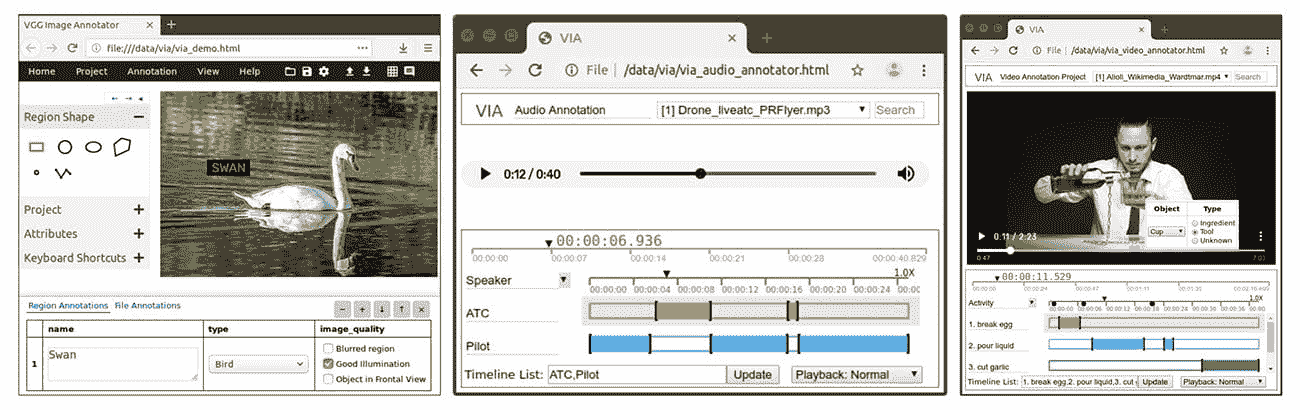 VGG Image Annotator
file:///data/via/via_demo.html
Home Project Annotation View Help
Region Shape
Project
Attributes
Keyboard Shortcuts
SWAN
Region Annotations File Annotations
name type image_quality
1 Swan Bird
Blurred region
Good Illumination
Object in Frontal View
VIA
File /data/via/via_audio_annotator.html
VIA Audio Annotation [1] Drone_liveatc_PRFlyer.mp3 Search
0:12 / 0:40
00:00:06.936
00:00:00 00:00:07 00:00:14 00:00:21 00:00:28 00:00:40.829
1.0X
Speaker
00:00:00 00:00:04 00:00:08 00:00:12 00:00:16 00:00:20 00:00:24 00:00
ATC
Pilot
Timeline List: ATC,Pilot Update Playback: Normal
VIA
File /data/via/via_video_annotator.html
VIA Video Annotation Project [1] Alioli_Wikimedia_Wardtmar.mp4 Search
Object Type
Cup
Ingredient
Tool
Unknown
0:11 / 2:23
0:47
00:00:11.529
1.0X
Activity
1. break egg
2. pour liquid
3. cut garlic
Timeline List: 1. break egg,2. pour liquid,3. cut Update Playback: Normal